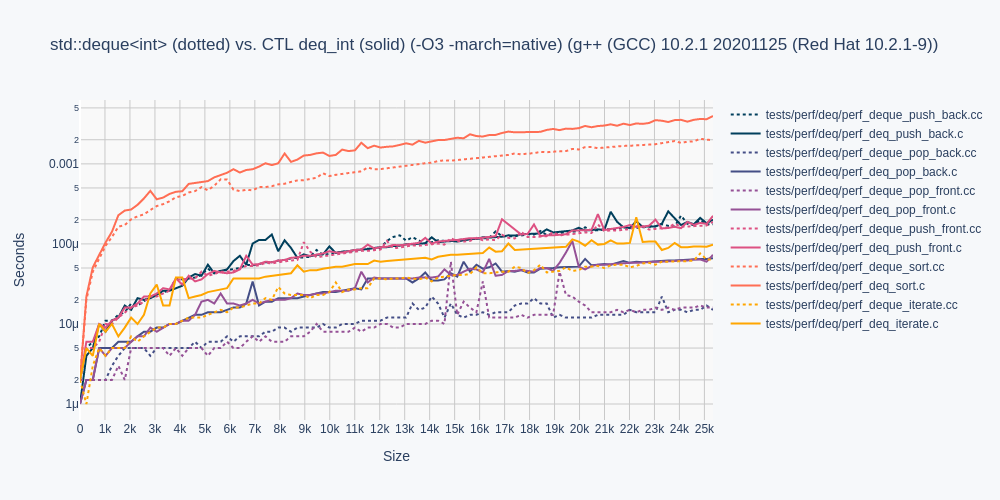 std::deque<int> (dotted) vs. CTL deq_int (solid) (-O3 -march=native) (g++ (GCC) 10.2.1 20201125 (Red Hat 10.2.1-9))
5
2
0.001
5
2
100μ
5
2
10μ
5
2
1μ
Seconds
0 1k 2k 3k 4k 5k 6k 7k 8k 9k 10k 11k 12k 13k 14k 15k 16k 17k 18k 19k 20k 21k 22k 23k 24k 25k
Size
tests/perf/deq/perf_deque_push_back.cc
tests/perf/deq/perf_deq_push_back.c
tests/perf/deq/perf_deque_pop_back.cc
tests/perf/deq/perf_deq_pop_back.c
tests/perf/deq/perf_deque_pop_front.cc
tests/perf/deq/perf_deq_pop_front.c
tests/perf/deq/perf_deque_push_front.cc
tests/perf/deq/perf_deq_push_front.c
tests/perf/deq/perf_deque_sort.cc
tests/perf/deq/perf_deq_sort.c
tests/perf/deq/perf_deque_iterate.cc
tests/perf/deq/perf_deq_iterate.c